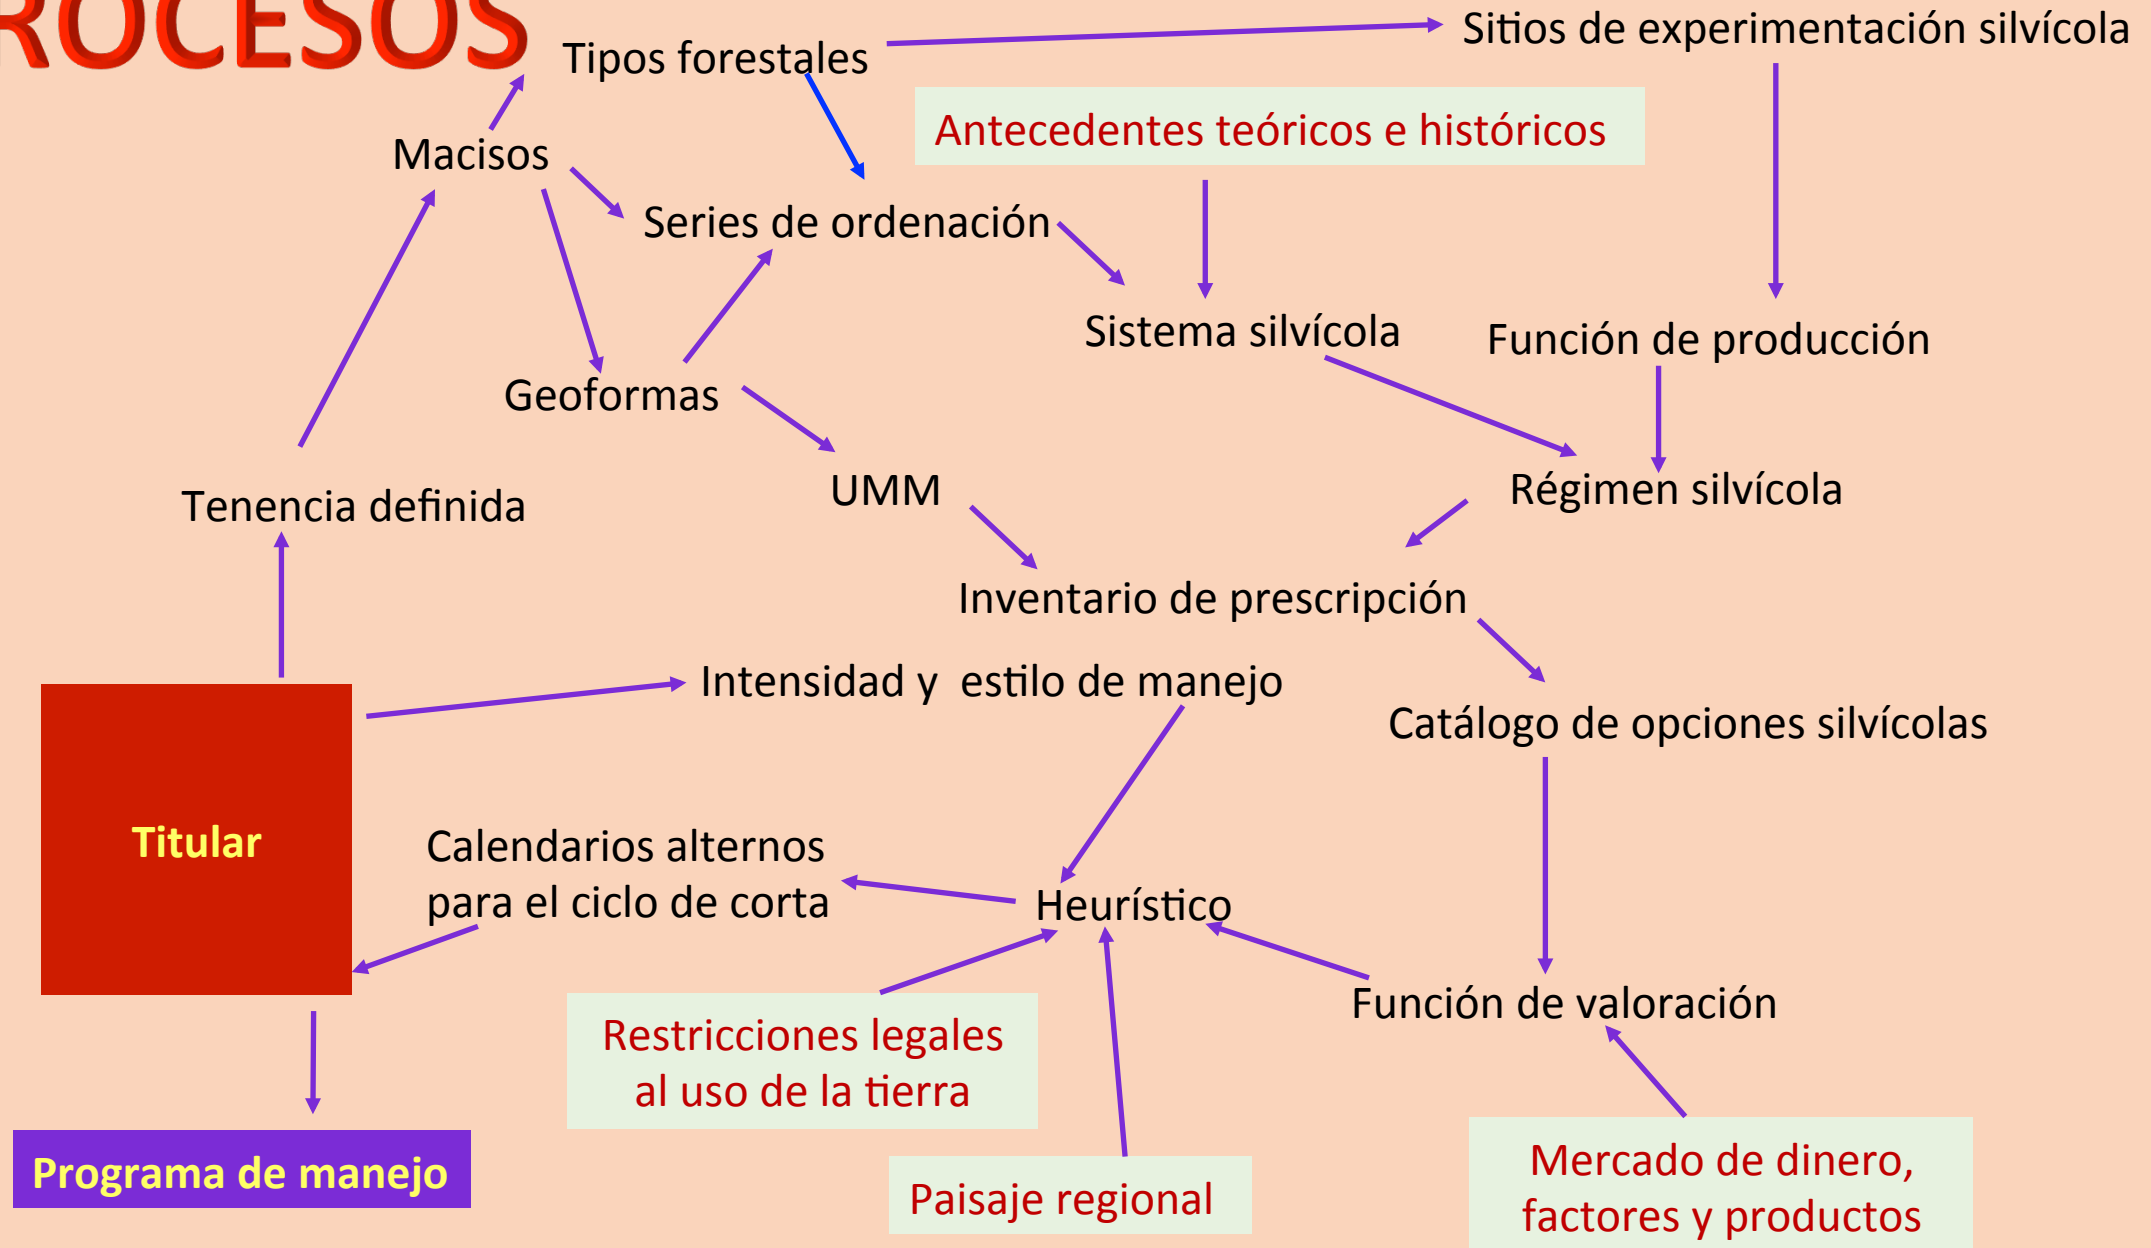 ROCESOS
Tipos forestales
Sitios de experimentación silvícola
Antecedentes teóricos e históricos
Macisos
Series de ordenación
Sistema silvícola
Función de producción
Geoformas
UMM
Régimen silvícola
Tenencia definida
Inventario de prescripción
Intensidad y estilo de manejo
Catálogo de opciones silvícolas
Titular
Calendarios alternos
para el ciclo de corta
Heurístico
Función de valoración
Restricciones legales
al uso de la tierra
Programa de manejo
Paisaje regional
Mercado de dinero,
factores y productos